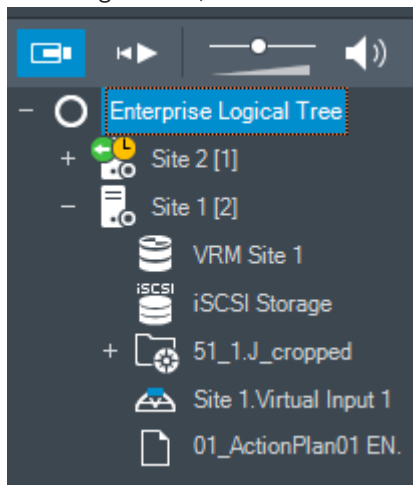 Enterprise Logical Tree
Site 2 [1]
Site 1 [2]
VRM Site 1
iSCSI
iSCSI Storage
51_1.J_cropped
Site 1.Virtual Input 1
01_ActionPlan01 EN.